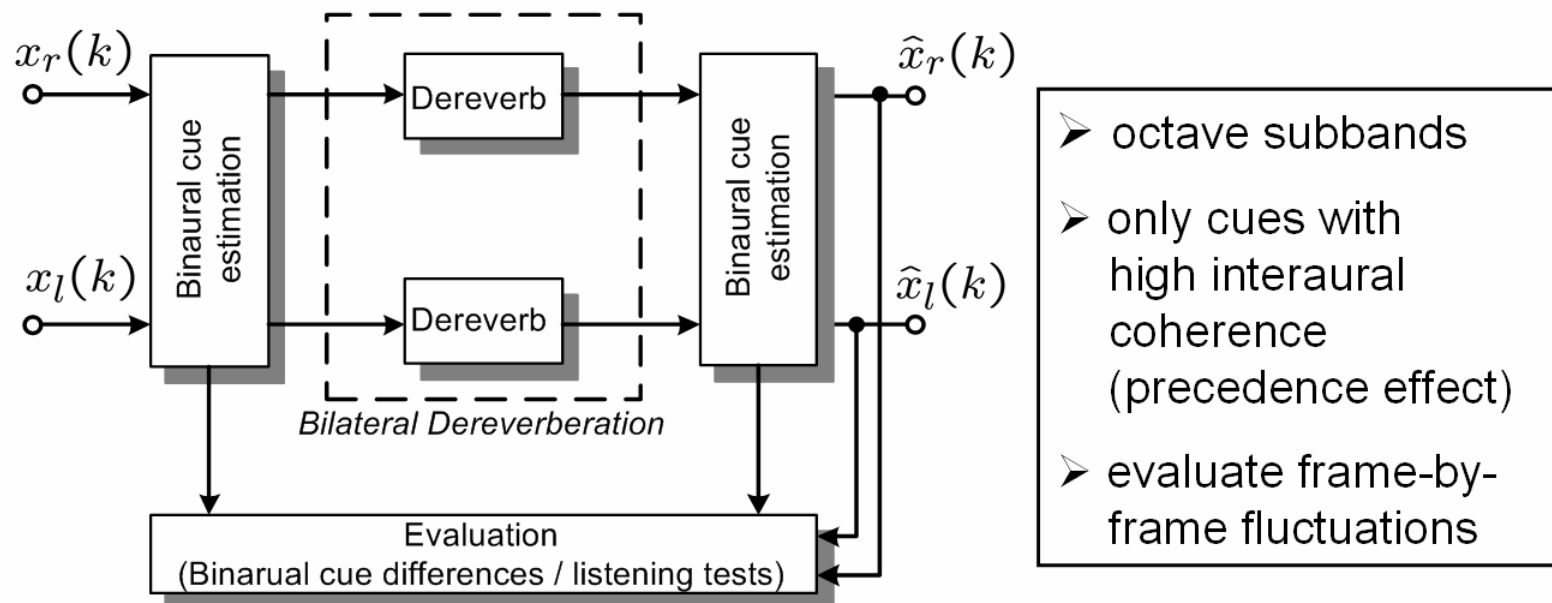 x_r(k)
Binaural cue
estimation
Dereverb
Binaural cue
estimation
x̂_r(k)
x_l(k)
Dereverb
x̂_l(k)
Bilateral Dereverberation
Evaluation
(Binarual cue differences / listening tests)
➢ octave subbands
➢ only cues with
high interaural
coherence
(precedence effect)
➢ evaluate frame-by-
frame fluctuations